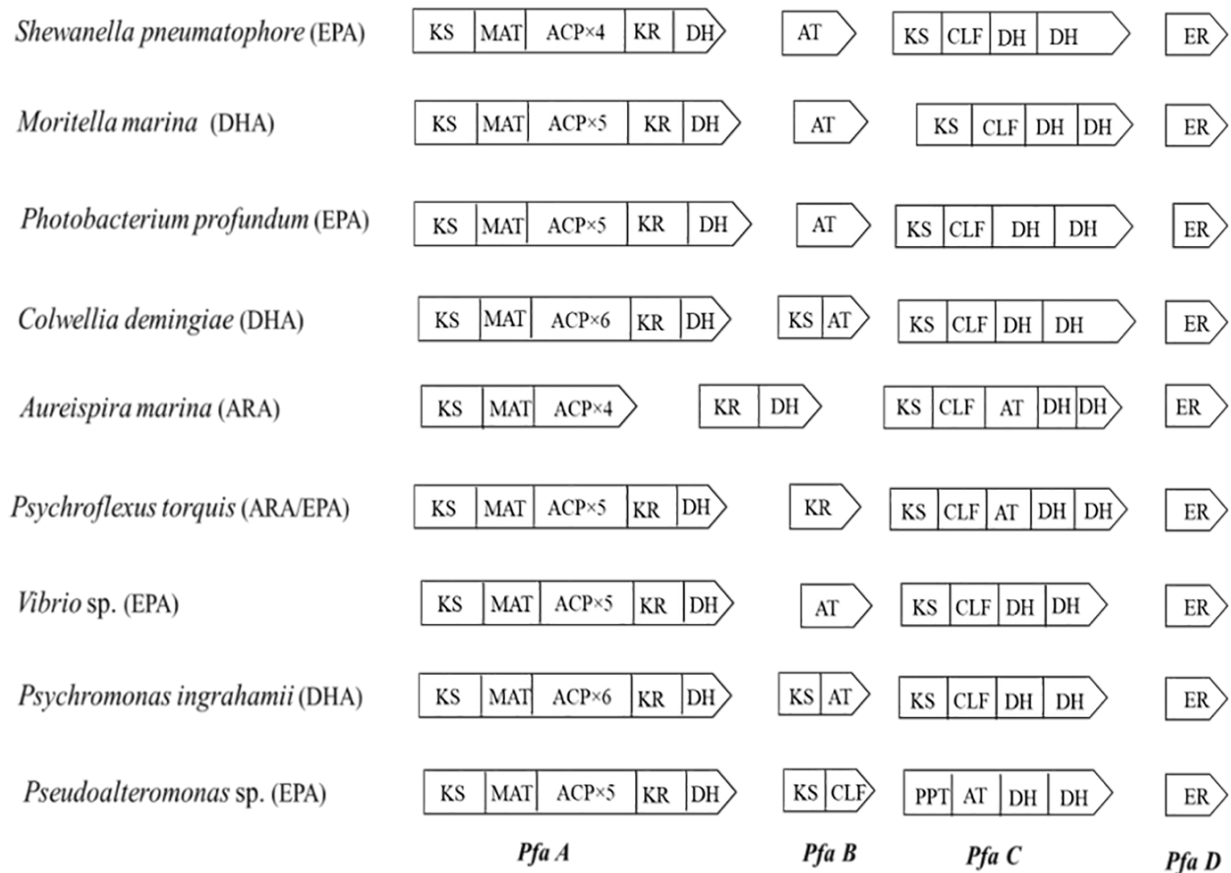 Shewanella pneumatophore (EPA) KS MAT ACP×4 KR DH AT KS CLF DH DH ER
Moritella marina (DHA) KS MAT ACP×5 KR DH AT KS CLF DH DH ER
Photobacterium profundum (EPA) KS MAT ACP×5 KR DH AT KS CLF DH DH ER
Colwellia demingiae (DHA) KS MAT ACP×6 KR DH KS AT KS CLF DH DH ER
Aureispira marina (ARA) KS MAT ACP×4 KR DH KS CLF AT DH DH ER
Psychroflexus torquis (ARA/EPA) KS MAT ACP×5 KR DH KR KS CLF AT DH DH ER
Vibrio sp. (EPA) KS MAT ACP×5 KR DH AT KS CLF DH DH ER
Psychromonas ingrahamii (DHA) KS MAT ACP×6 KR DH KS AT KS CLF DH DH ER
Pseudoalteromonas sp. (EPA) KS MAT ACP×5 KR DH KS CLF PPT AT DH DH ER
Pfa A Pfa B Pfa C Pfa D